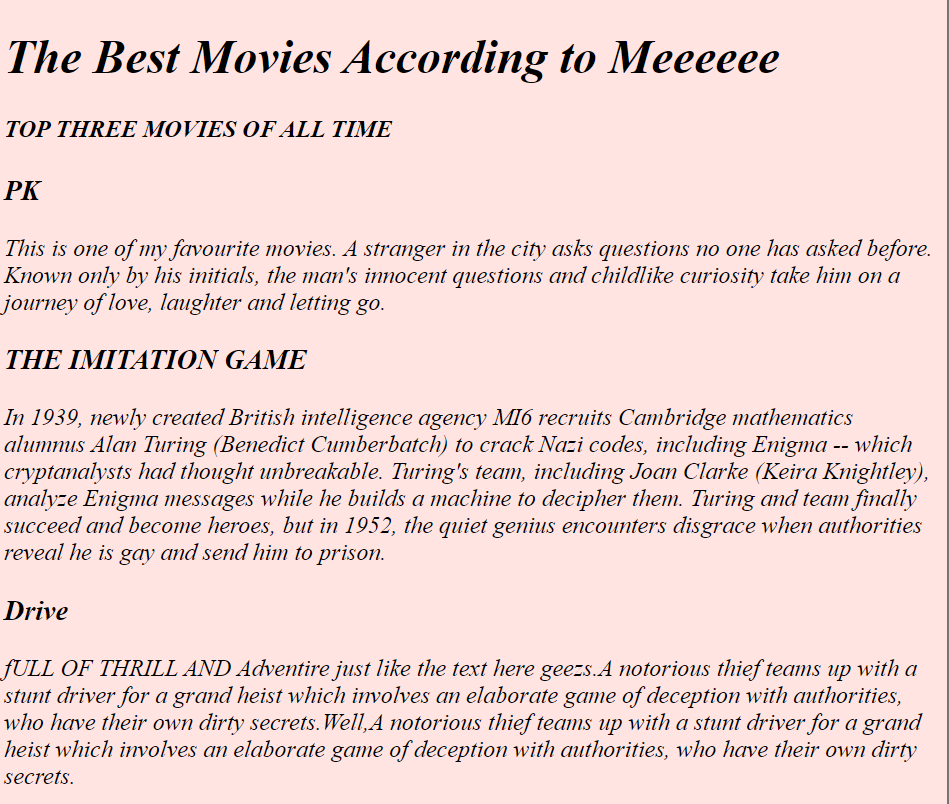 The Best Movies According to Meeeeee
TOP THREE MOVIES OF ALL TIME
PK
This is one of my favourite movies. A stranger in the city asks questions no one has asked before.
Known only by his initials, the man's innocent questions and childlike curiosity take him on a
journey of love, laughter and letting go.
THE IMITATION GAME
In 1939, newly created British intelligence agency MI6 recruits Cambridge mathematics
alumnus Alan Turing (Benedict Cumberbatch) to crack Nazi codes, including Enigma -- which
cryptanalysts had thought unbreakable. Turing's team, including Joan Clarke (Keira Knightley),
analyze Enigma messages while he builds a machine to decipher them. Turing and team finally
succeed and become heroes, but in 1952, the quiet genius encounters disgrace when authorities
reveal he is gay and send him to prison.
Drive
fULL OF THRILL AND Adventire just like the text here geezs.A notorious thief teams up with a
stunt driver for a grand heist which involves an elaborate game of deception with authorities,
who have their own dirty secrets.Well,A notorious thief teams up with a stunt driver for a grand
heist which involves an elaborate game of deception with authorities, who have their own dirty
secrets.